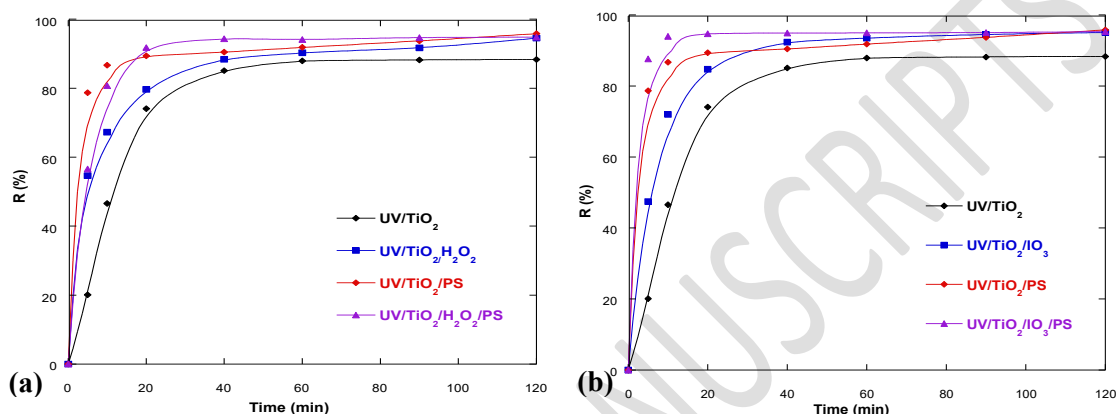 100
80
60
40
20
0
R (%)
0 20 40 60 80 100 120
Time (min)
UV/TiO₂
UV/TiO₂/H₂O₂
UV/TiO₂/PS
UV/TiO₂/H₂O₂/PS
(a)
100
80
60
40
20
0
R (%)
0 20 40 60 80 100 120
Time (min)
UV/TiO₂
UV/TiO₂/IO₃
UV/TiO₂/PS
UV/TiO₂/IO₃/PS
(b)
NUSCRIPTS